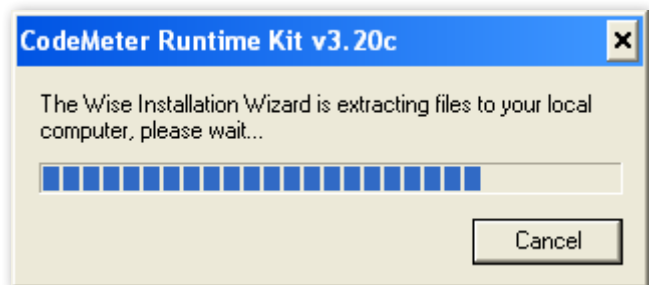 CodeMeter Runtime Kit v3.20c
The Wise Installation Wizard is extracting files to your local
computer, please wait...
Cancel